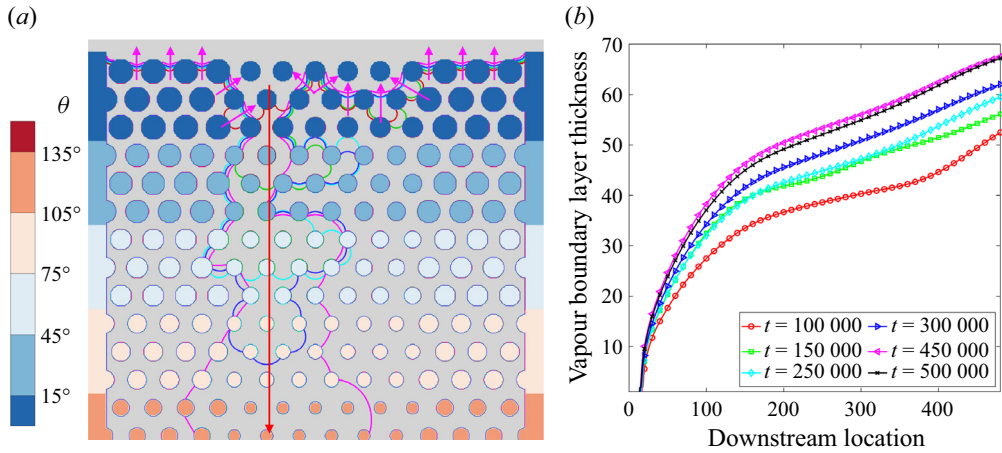 (a)
θ
135°
105°
75°
45°
15°
(b)
Vapour boundary layer thickness
70
60
50
40
30
20
10
0
100
200
300
400
Downstream location
t = 100 000
t = 300 000
t = 150 000
t = 450 000
t = 250 000
t = 500 000